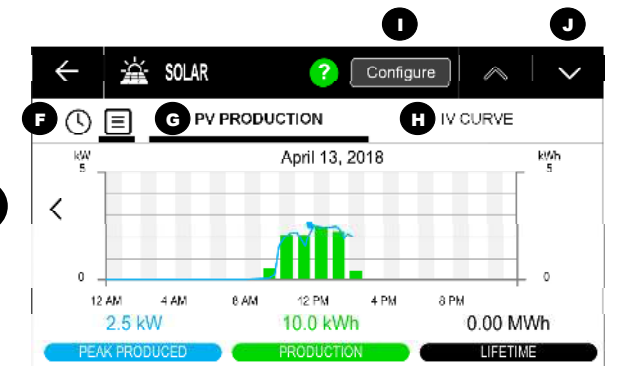 I J
← SOLAR ? Configure
F G PV PRODUCTION H IV CURVE
kW April 13, 2018 kWh
5 5
0 0
12 AM 4 AM 8 AM 12 PM 4 PM 8 PM
2.5 kW 10.0 kWh 0.00 MWh
PEAK PRODUCED PRODUCTION LIFETIME